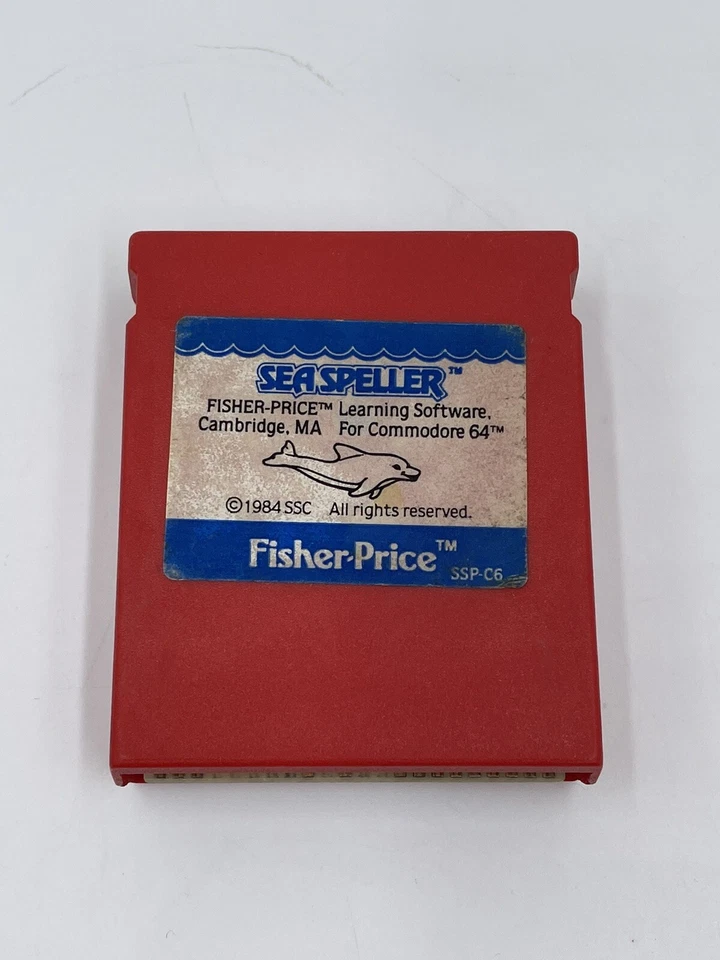 SEA SPELLER™
FISHER-PRICE™ Learning Software,
Cambridge, MA For Commodore 64™
©1984 SSC All rights reserved.
Fisher-Price™
SSP-C6